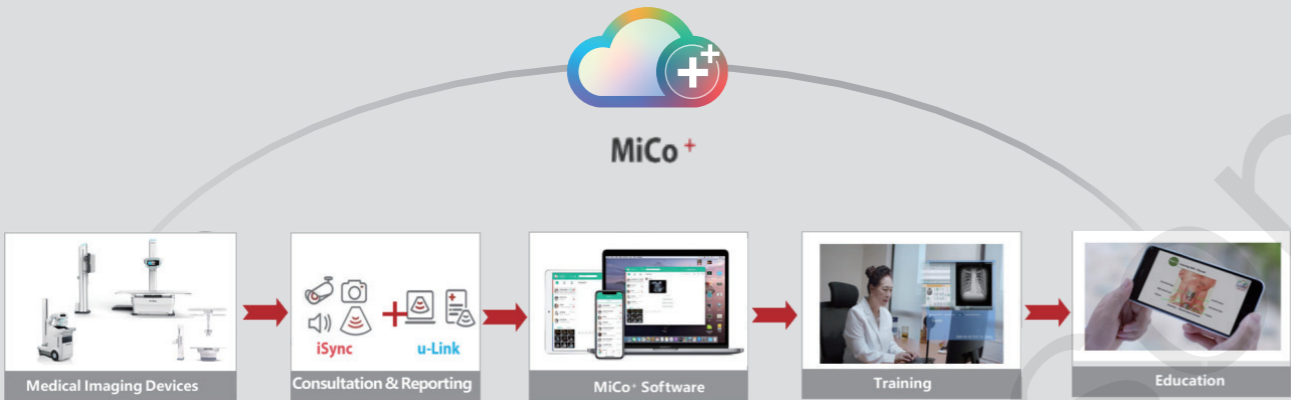 MiCo+
iSync
u-Link
Medical Imaging Devices
Consultation & Reporting
MiCo+ Software
Training
Education